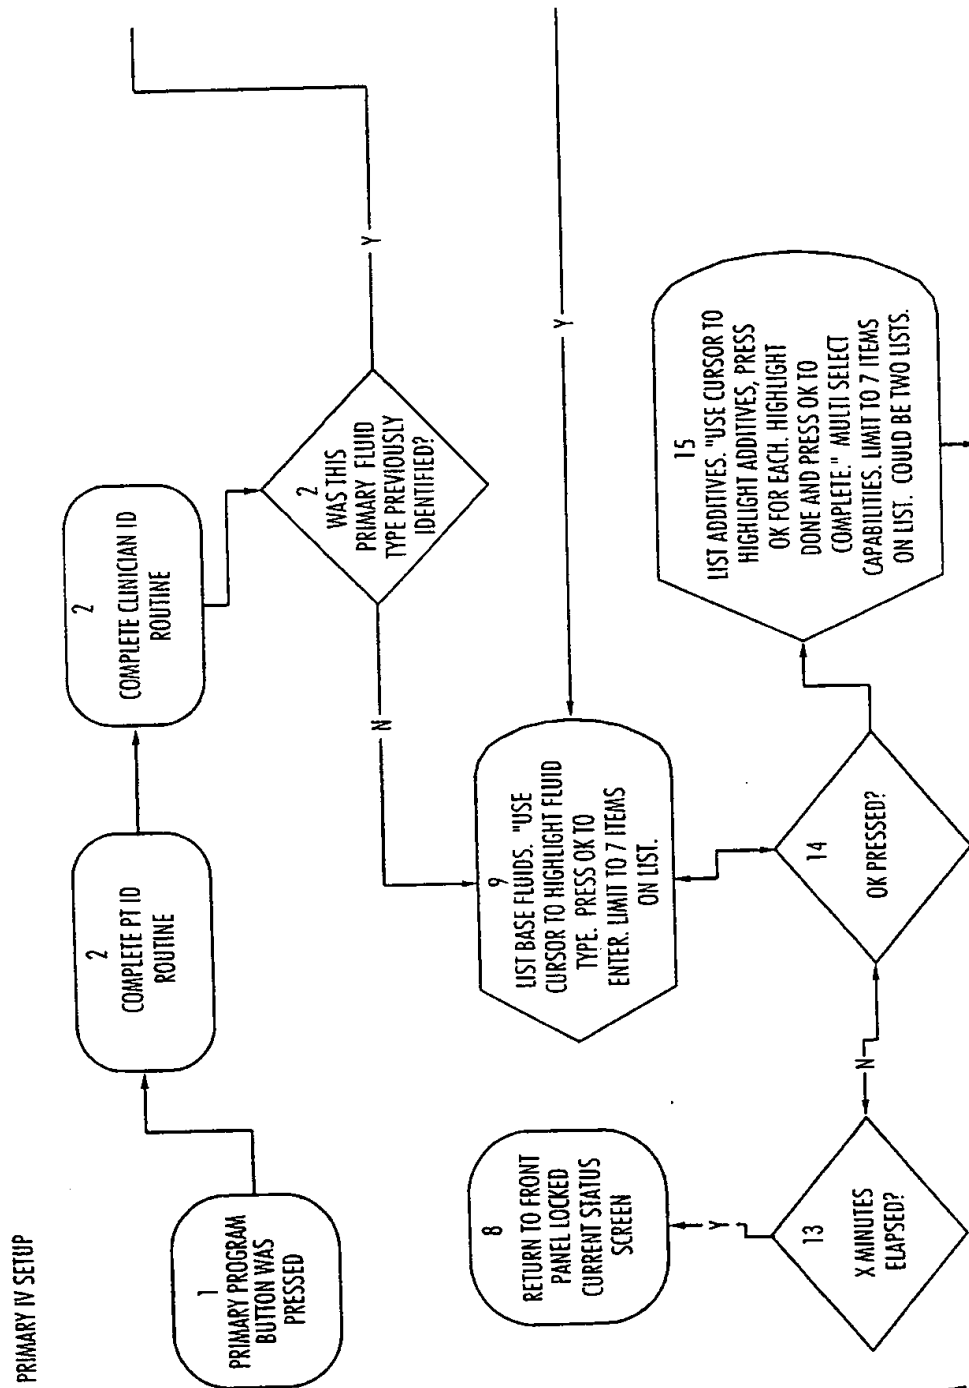 PRIMARY IV SETUP
1
PRIMARY PROGRAM
BUTTON WAS
PRESSED
2
COMPLETE PT ID
ROUTINE
2
COMPLETE CLINICIAN ID
ROUTINE
2
WAS THIS
PRIMARY FLUID
TYPE PREVIOUSLY
IDENTIFIED?
Y
N
Y
9
LIST BASE FLUIDS. "USE
CURSOR TO HIGHLIGHT FLUID
TYPE. PRESS OK TO
ENTER. LIMIT TO 7 ITEMS
ON LIST.
8
RETURN TO FRONT
PANEL LOCKED
CURRENT STATUS
SCREEN
Y
13
X MINUTES
ELAPSED?
N
14
OK PRESSED?
15
LIST ADDITIVES. "USE CURSOR TO
HIGHLIGHT ADDITIVES, PRESS
OK FOR EACH. HIGHLIGHT
DONE AND PRESS OK TO
COMPLETE." MULTI SELECT
CAPABILITIES. LIMIT TO 7 ITEMS
ON LIST. COULD BE TWO LISTS.